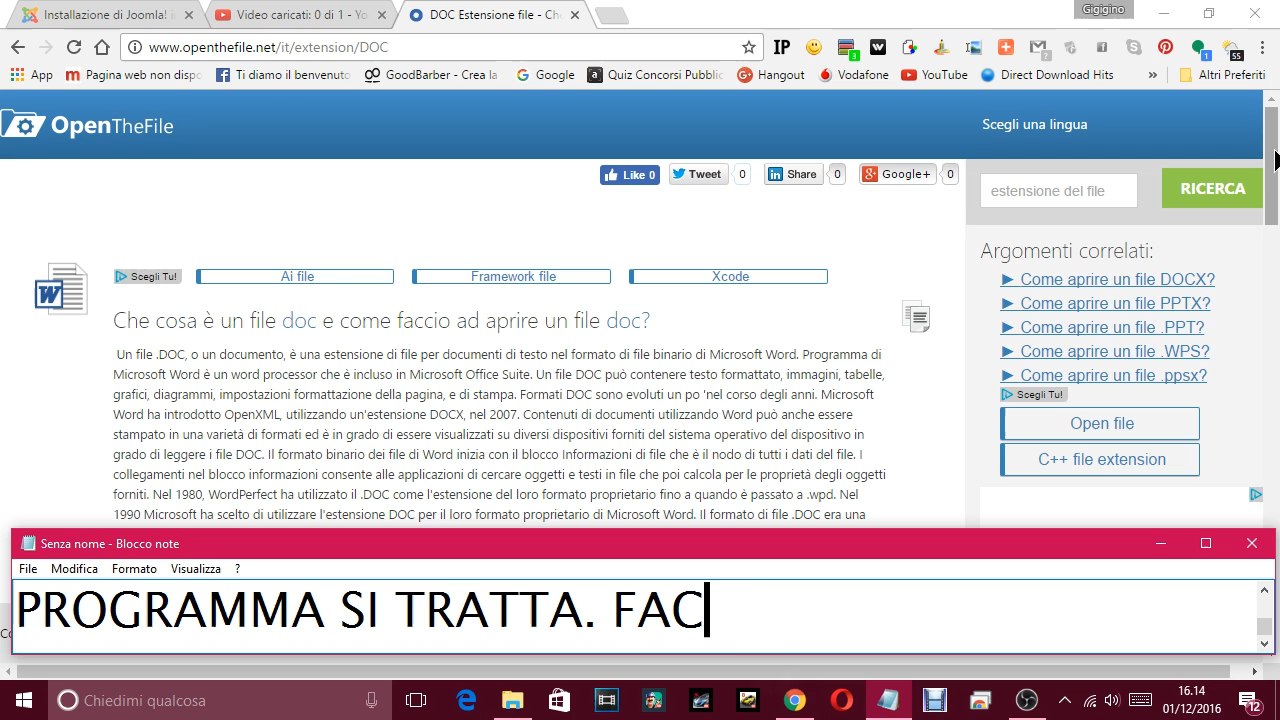 Gigigino
Installazione di Joomla! i
Video caricati: 0 di 1 - Yo
DOC Estensione file - Che
www.openthefile.net/it/extension/DOC
IP
3
1
55
App
Pagina web non dispo
Ti diamo il benvenuto
GoodBarber - Crea la
Google
Quiz Concorsi Pubblic
Hangout
Vodafone
YouTube
Direct Download Hits
»
Altri Preferiti
OpenTheFile
Scegli una lingua
Like 0
Tweet 0
Share 0
Google+ 0
estensione del file
RICERCA
Scegli Tu!
Ai file
Framework file
Xcode
Che cosa è un file doc e come faccio ad aprire un file doc?
Un file .DOC, o un documento, è una estensione di file per documenti di testo nel formato di file binario di Microsoft Word. Programma di
Microsoft Word è un word processor che è incluso in Microsoft Office Suite. Un file DOC può contenere testo formattato, immagini, tabelle,
grafici, diagrammi, impostazioni formattazione della pagina, e di stampa. Formati DOC sono evoluti un po 'nel corso degli anni. Microsoft
Word ha introdotto OpenXML, utilizzando un'estensione DOCX, nel 2007. Contenuti di documenti utilizzando Word può anche essere
stampato in una varietà di formati ed è in grado di essere visualizzati su diversi dispositivi forniti del sistema operativo del dispositivo in
grado di leggere i file DOC. Il formato binario dei file di Word inizia con il blocco Informazioni di file che è il nodo di tutti i dati del file. I
collegamenti nel blocco informazioni consente alle applicazioni di cercare oggetti e testi in file che poi calcola per le proprietà degli oggetti
forniti. Nel 1980, WordPerfect ha utilizzato il .DOC come l'estensione del loro formato proprietario fino a quando è passato a .wpd. Nel
1990 Microsoft ha scelto di utilizzare l'estensione DOC per il loro formato proprietario di Microsoft Word. Il formato di file .DOC era una
Argomenti correlati:
► Come aprire un file DOCX?
► Come aprire un file PPTX?
► Come aprire un file .PPT?
► Come aprire un file .WPS?
► Come aprire un file .ppsx?
Scegli Tu!
Open file
C++ file extension
Senza nome - Blocco note
File Modifica Formato Visualizza ?
PROGRAMMA SI TRATTA. FAC
Chiedimi qualcosa
16.14
01/12/2016
12